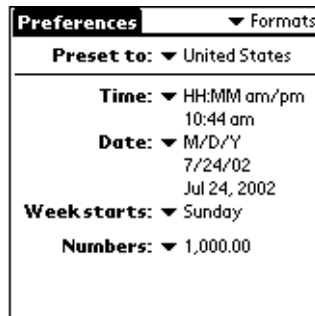 Preferences Formats
Preset to: United States
Time: HH:MM am/pm
10:44 am
Date: M/D/Y
7/24/02
Jul 24, 2002
Week starts: Sunday
Numbers: 1,000.00